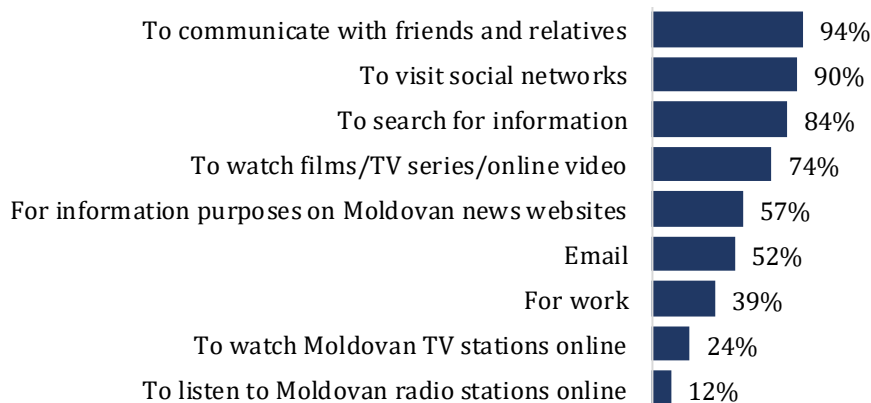 To communicate with friends and relatives 94%
To visit social networks 90%
To search for information 84%
To watch films/TV series/online video 74%
For information purposes on Moldovan news websites 57%
Email 52%
For work 39%
To watch Moldovan TV stations online 24%
To listen to Moldovan radio stations online 12%